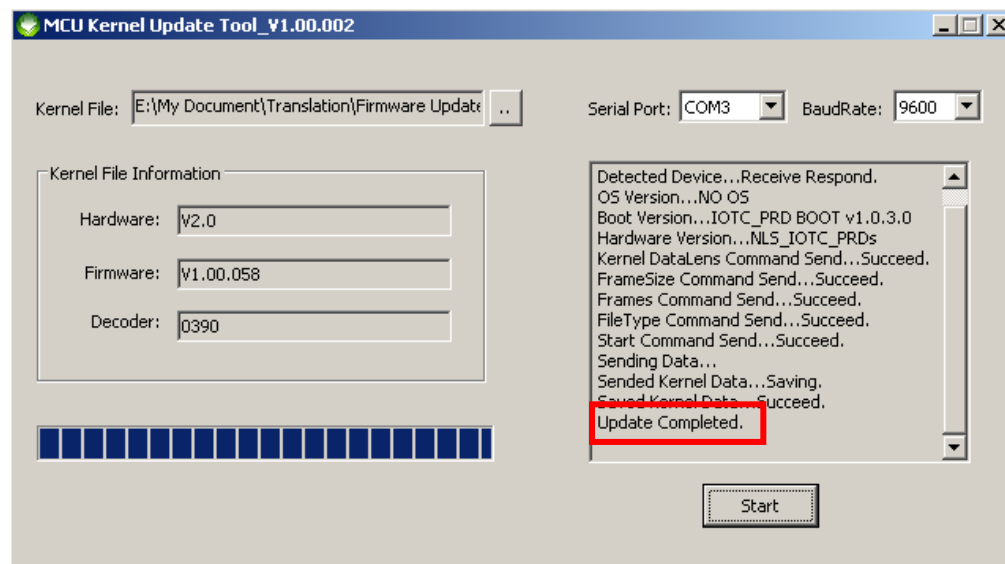 MCU Kernel Update Tool_V1.00.002
Kernel File: E:\My Document\Translation\Firmware Update ..
Serial Port: COM3 BaudRate: 9600
Kernel File Information
Hardware: V2.0
Firmware: V1.00.058
Decoder: 0390
Detected Device...Receive Respond.
OS Version...NO OS
Boot Version...IOTC_PRD BOOT v1.0.3.0
Hardware Version...NLS_IOTC_PRDs
Kernel DataLens Command Send...Succeed.
FrameSize Command Send...Succeed.
Frames Command Send...Succeed.
FileType Command Send...Succeed.
Start Command Send...Succeed.
Sending Data...
Sended Kernel Data...Saving.
Saved Kernel Data...Succeed.
Update Completed.
Start